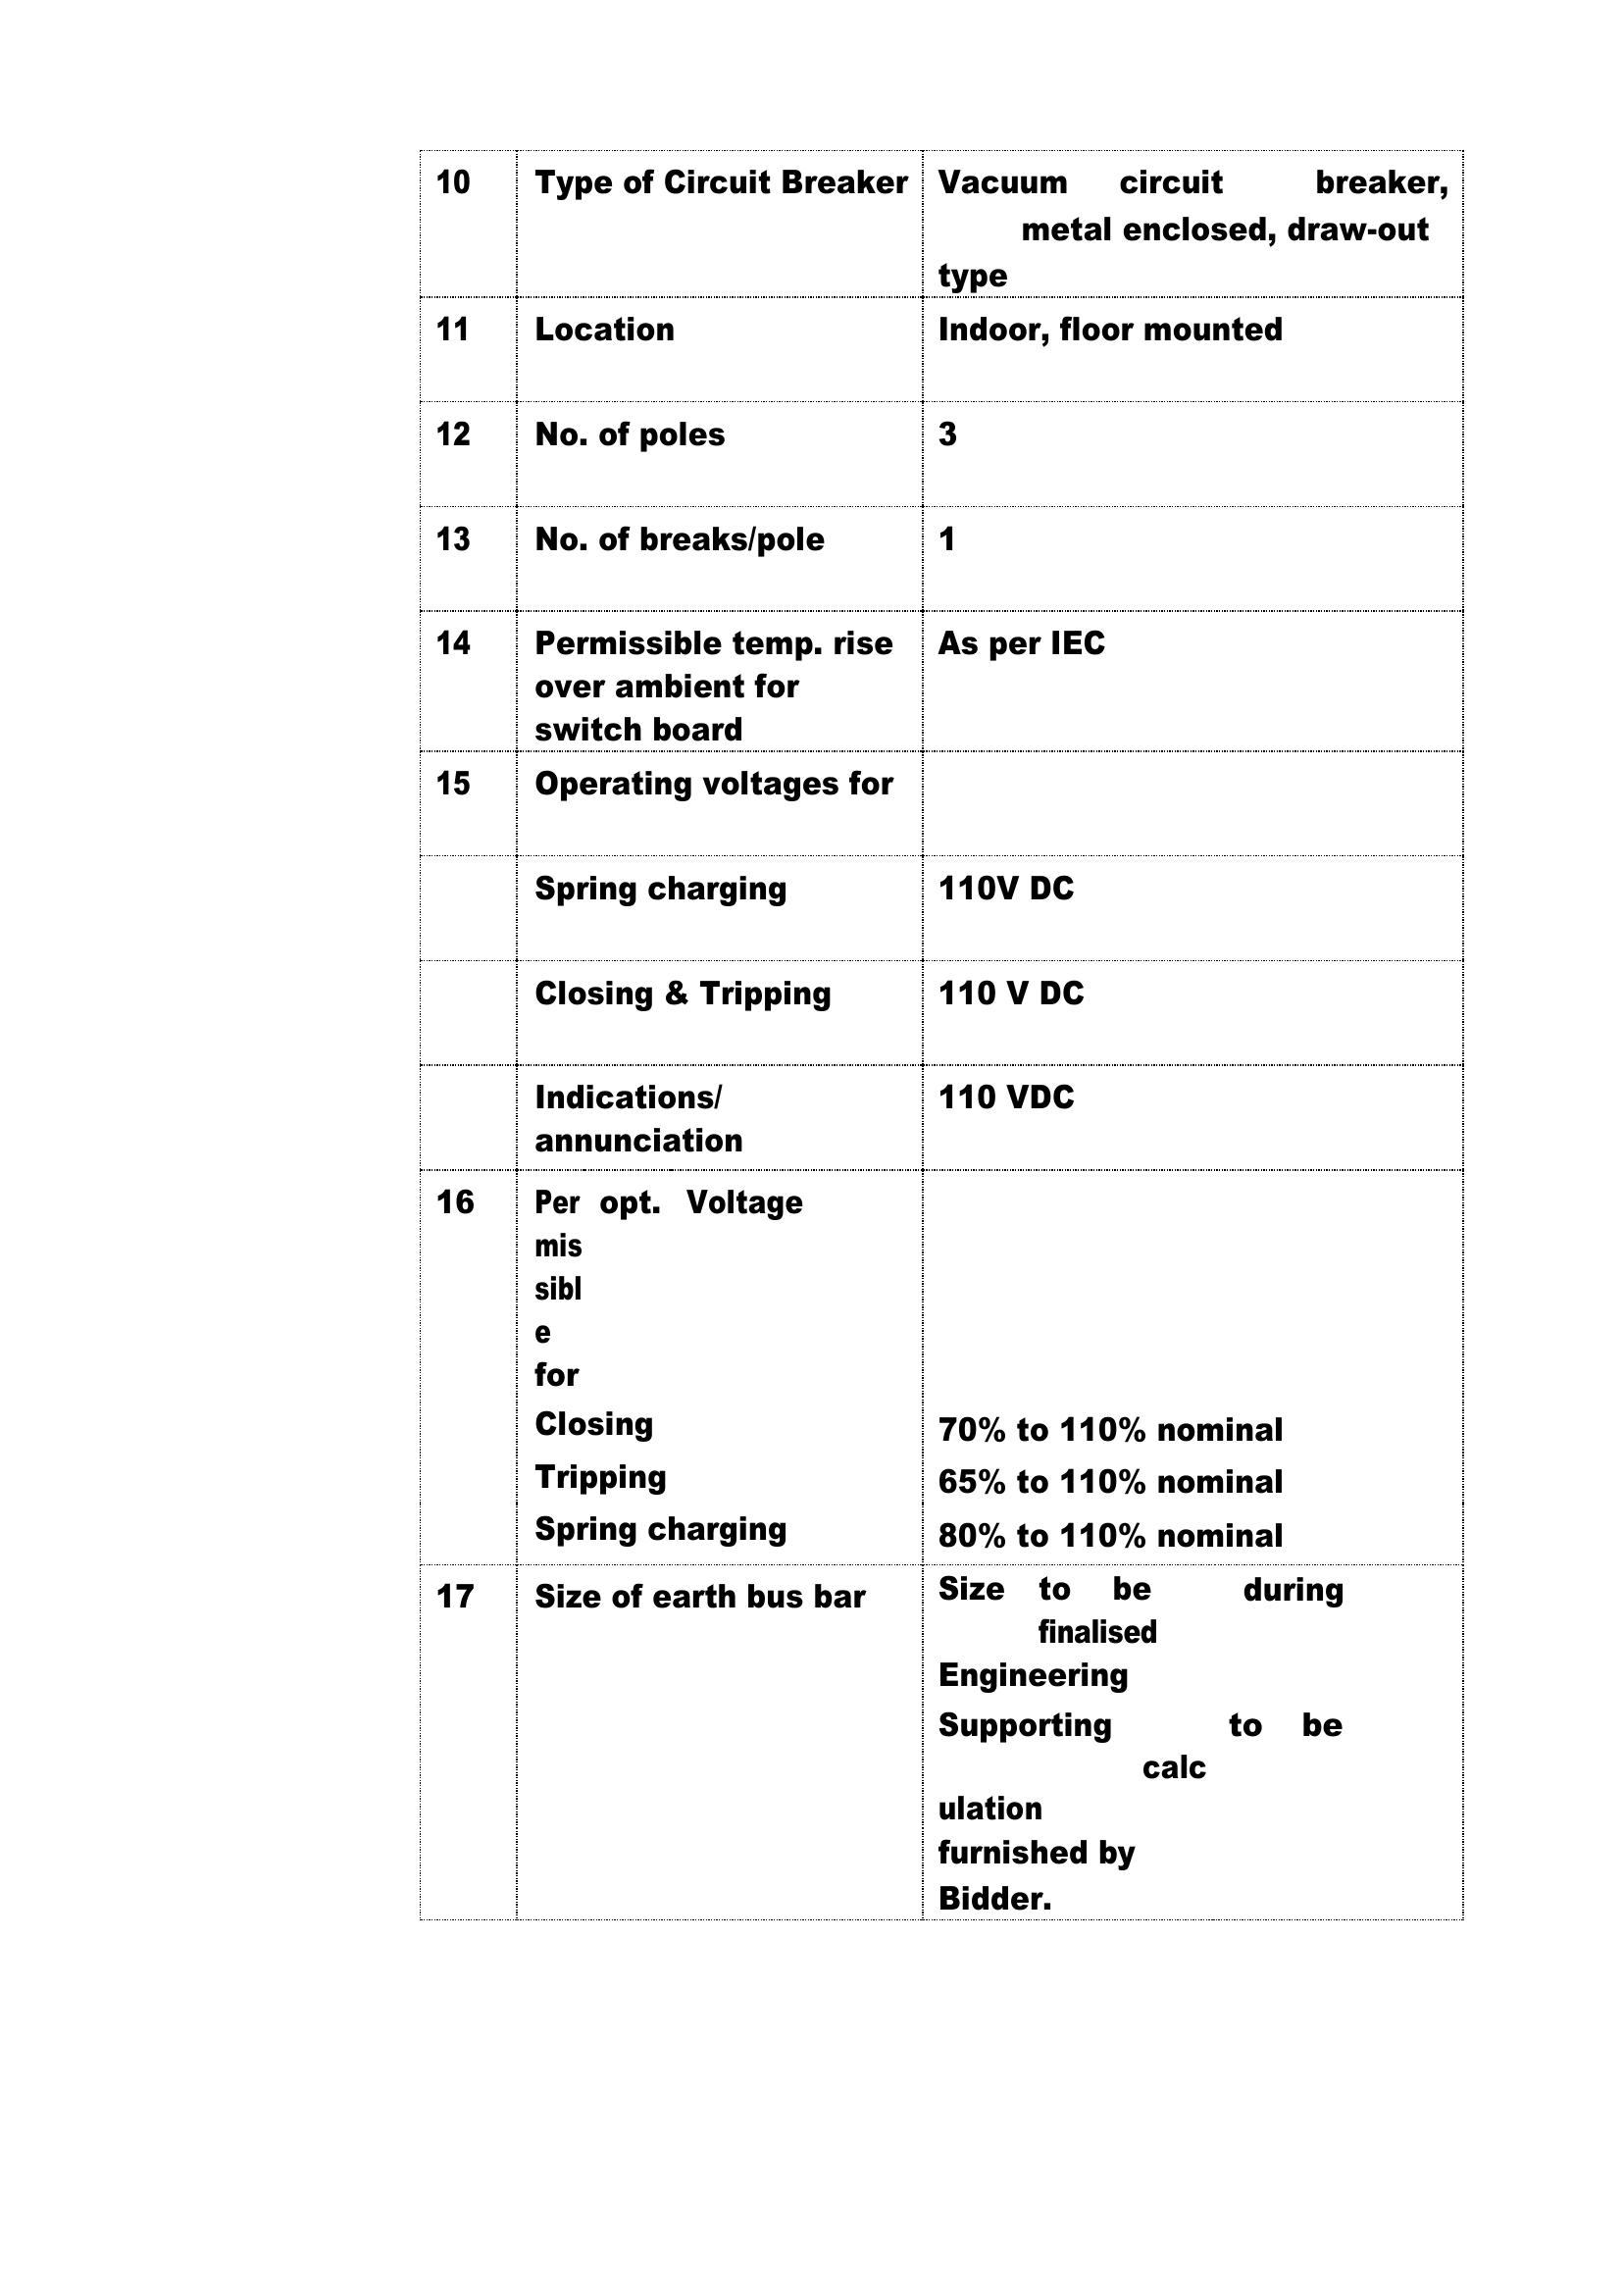 10 Type of Circuit Breaker Vacuum circuit breaker,
metal enclosed, draw-out
type
11 Location Indoor, floor mounted
12 No. of poles 3
13 No. of breaks/pole 1
14 Permissible temp. rise As per IEC
over ambient for
switch board
15 Operating voltages for
Spring charging 110V DC
Closing & Tripping 110 V DC
Indications/ 110 VDC
annunciation
16 Per opt. Voltage
mis
sibl
e
for
Closing 70% to 110% nominal
Tripping 65% to 110% nominal
Spring charging 80% to 110% nominal
17 Size of earth bus bar Size to be during
finalised
Engineering
Supporting to be
calc
ulation
furnished by
Bidder.